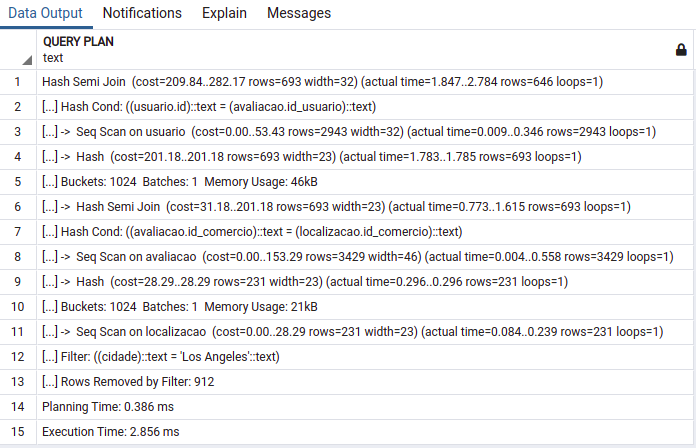 Data Output Notifications Explain Messages
QUERY PLAN
text
1 Hash Semi Join (cost=209.84..282.17 rows=693 width=32) (actual time=1.847..2.784 rows=646 loops=1)
2 [...] Hash Cond: ((usuario.id)::text = (avaliacao.id_usuario)::text)
3 [...] -> Seq Scan on usuario (cost=0.00..53.43 rows=2943 width=32) (actual time=0.009..0.346 rows=2943 loops=1)
4 [...] -> Hash (cost=201.18..201.18 rows=693 width=23) (actual time=1.783..1.785 rows=693 loops=1)
5 [...] Buckets: 1024 Batches: 1 Memory Usage: 46kB
6 [...] -> Hash Semi Join (cost=31.18..201.18 rows=693 width=23) (actual time=0.773..1.615 rows=693 loops=1)
7 [...] Hash Cond: ((avaliacao.id_comercio)::text = (localizacao.id_comercio)::text)
8 [...] -> Seq Scan on avaliacao (cost=0.00..153.29 rows=3429 width=46) (actual time=0.004..0.558 rows=3429 loops=1)
9 [...] -> Hash (cost=28.29..28.29 rows=231 width=23) (actual time=0.296..0.296 rows=231 loops=1)
10 [...] Buckets: 1024 Batches: 1 Memory Usage: 21kB
11 [...] -> Seq Scan on localizacao (cost=0.00..28.29 rows=231 width=23) (actual time=0.084..0.239 rows=231 loops=1)
12 [...] Filter: ((cidade)::text = 'Los Angeles'::text)
13 [...] Rows Removed by Filter: 912
14 Planning Time: 0.386 ms
15 Execution Time: 2.856 ms